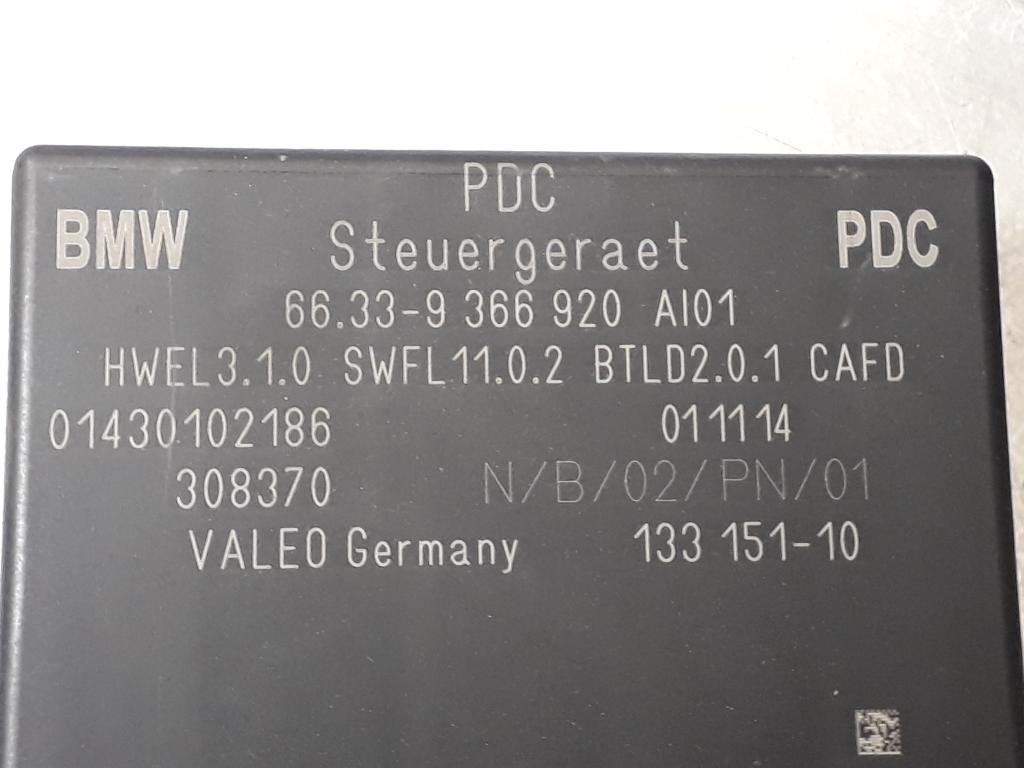 PDC
BMW Steuergeraet PDC
66.33-9 366 920 AI01
HWEL3.1.0 SWFL11.0.2 BTLD2.0.1 CAFD
01430102186 011114
308370 N/B/02/PN/01
VALEO Germany 133 151-10